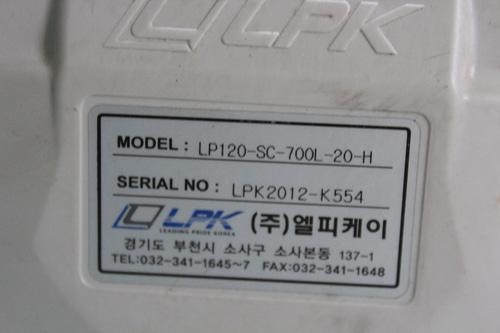 LPK
MODEL : LP120-SC-700L-20-H
SERIAL NO : LPK2012-K554
LPK (주)엘피케이
LEADING PRIDE KOREA
경기도 부천시 소사구 소사본동 137-1
TEL:032-341-1645~7 FAX:032-341-1648